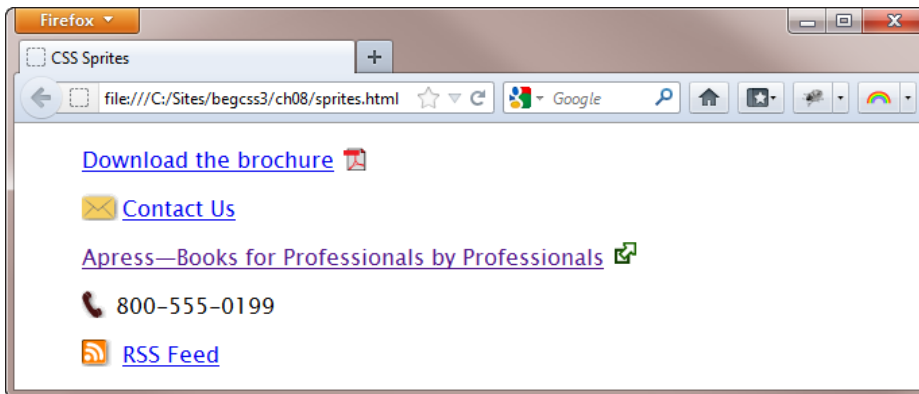 Firefox
CSS Sprites
file:///C:/Sites/begcss3/ch08/sprites.html Google
Download the brochure
Contact Us
Apress—Books for Professionals by Professionals
800-555-0199
RSS Feed